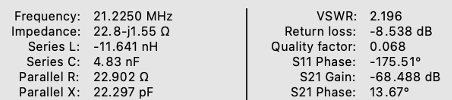 Frequency: 21.2250 MHz
Impedance: 22.8-j1.55 Ω
Series L: -11.641 nH
Series C: 4.83 nF
Parallel R: 22.902 Ω
Parallel X: 22.297 pF
VSWR: 2.196
Return loss: -8.538 dB
Quality factor: 0.068
S11 Phase: -175.51°
S21 Gain: -68.488 dB
S21 Phase: 13.67°